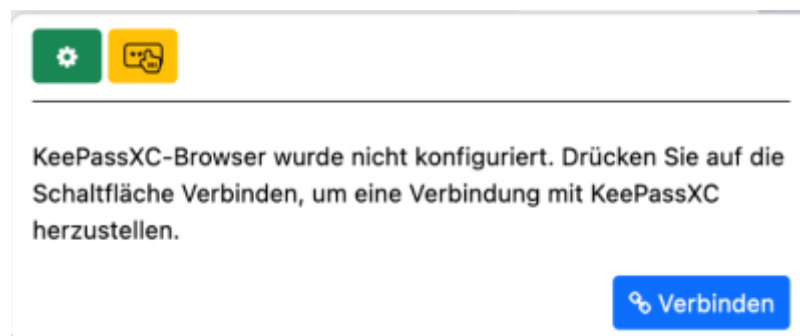 KeePassXC-Browser wurde nicht konfiguriert. Drücken Sie auf die
Schaltfläche Verbinden, um eine Verbindung mit KeePassXC
herzustellen.
Verbinden